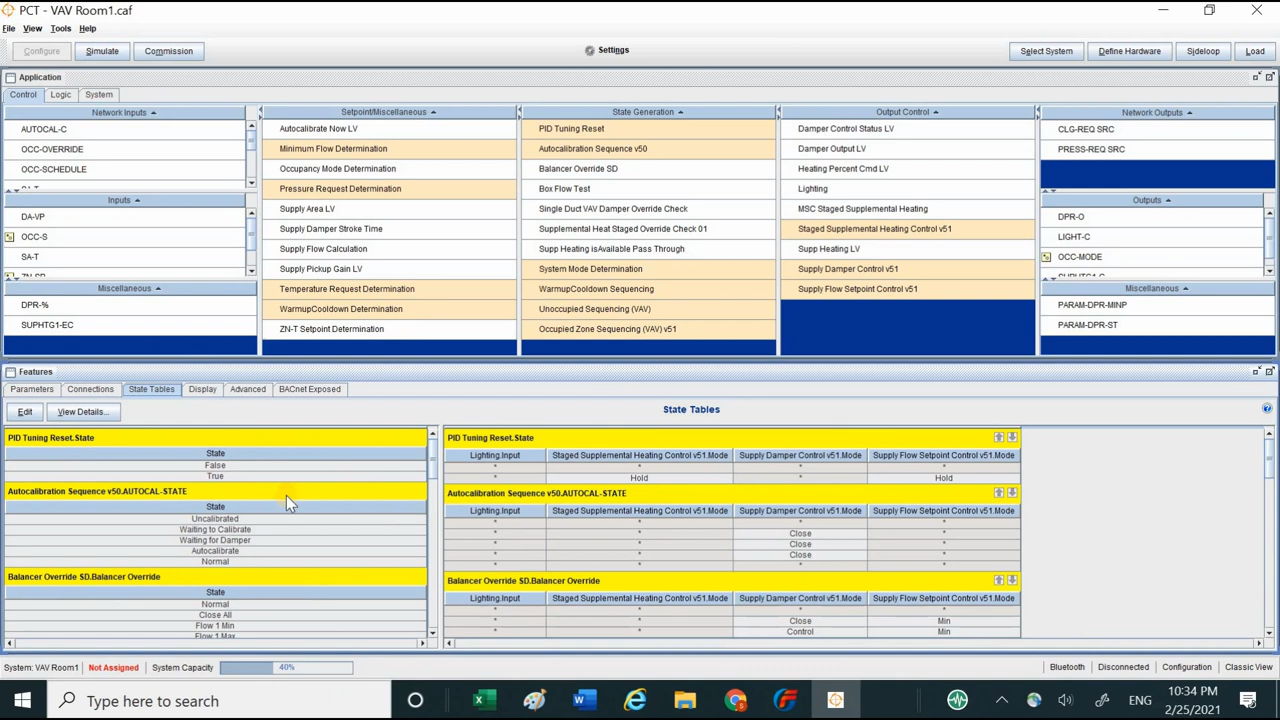 PCT - VAV Room1.caf
File View Tools Help
Configure Simulate Commission Settings Select System Define Hardware Sideloop Load
Application
Control Logic System
Network Inputs
AUTOCAL-C
OCC-OVERRIDE
OCC-SCHEDULE
Inputs
DA-VP
OCC-S
SA-T
Miscellaneous
DPR-%
SUPHTG1-EC
Setpoint/Miscellaneous
Autocalibrate Now LV
Minimum Flow Determination
Occupancy Mode Determination
Pressure Request Determination
Supply Area LV
Supply Damper Stroke Time
Supply Flow Calculation
Supply Pickup Gain LV
Temperature Request Determination
WarmupCooldown Determination
ZN-T Setpoint Determination
State Generation
PID Tuning Reset
Autocalibration Sequence v50
Balancer Override SD
Box Flow Test
Single Duct VAV Damper Override Check
Supplemental Heat Staged Override Check 01
Supp Heating isAvailable Pass Through
System Mode Determination
WarmupCooldown Sequencing
Unoccupied Sequencing (VAV)
Occupied Zone Sequencing (VAV) v51
Output Control
Damper Control Status LV
Damper Output LV
Heating Percent Cmd LV
Lighting
MSC Staged Supplemental Heating
Staged Supplemental Heating Control v51
Supp Heating LV
Supply Damper Control v51
Supply Flow Setpoint Control v51
Network Outputs
CLG-REQ SRC
PRESS-REQ SRC
Outputs
DPR-O
LIGHT-C
OCC-MODE
Miscellaneous
PARAM-DPR-MINP
PARAM-DPR-ST
Features
Parameters Connections State Tables Display Advanced BACnet Exposed
Edit View Details... State Tables
PID Tuning Reset.State
State
False
True
Autocalibration Sequence v50.AUTOCAL-STATE
State
Uncalibrated
Waiting to Calibrate
Waiting for Damper
Autocalibrate
Normal
Balancer Override SD.Balancer Override
State
Normal
Close All
Flow 1 Min
Flow 1 Max
PID Tuning Reset.State
Lighting.Input Staged Supplemental Heating Control v51.Mode Supply Damper Control v51.Mode Supply Flow Setpoint Control v51.Mode
* * * *
* Hold * Hold
Autocalibration Sequence v50.AUTOCAL-STATE
Lighting.Input Staged Supplemental Heating Control v51.Mode Supply Damper Control v51.Mode Supply Flow Setpoint Control v51.Mode
* * * *
* * Close *
* * Close *
* * Close *
* * * *
Balancer Override SD.Balancer Override
Lighting.Input Staged Supplemental Heating Control v51.Mode Supply Damper Control v51.Mode Supply Flow Setpoint Control v51.Mode
* * * *
* * Close Min
* * Control Min
System: VAV Room1 Not Assigned System Capacity 40% Bluetooth Disconnected Configuration Classic View
Type here to search
ENG
10:34 PM
2/25/2021